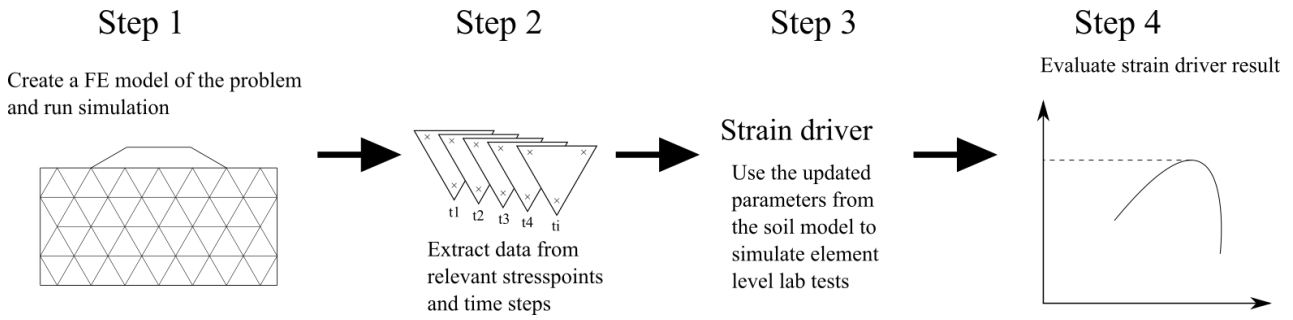 Step 1
Create a FE model of the problem
and run simulation
Step 2
t1 t2 t3 t4 ti
Extract data from
relevant stresspoints
and time steps
Step 3
Strain driver
Use the updated
parameters from
the soil model to
simulate element
level lab tests
Step 4
Evaluate strain driver result